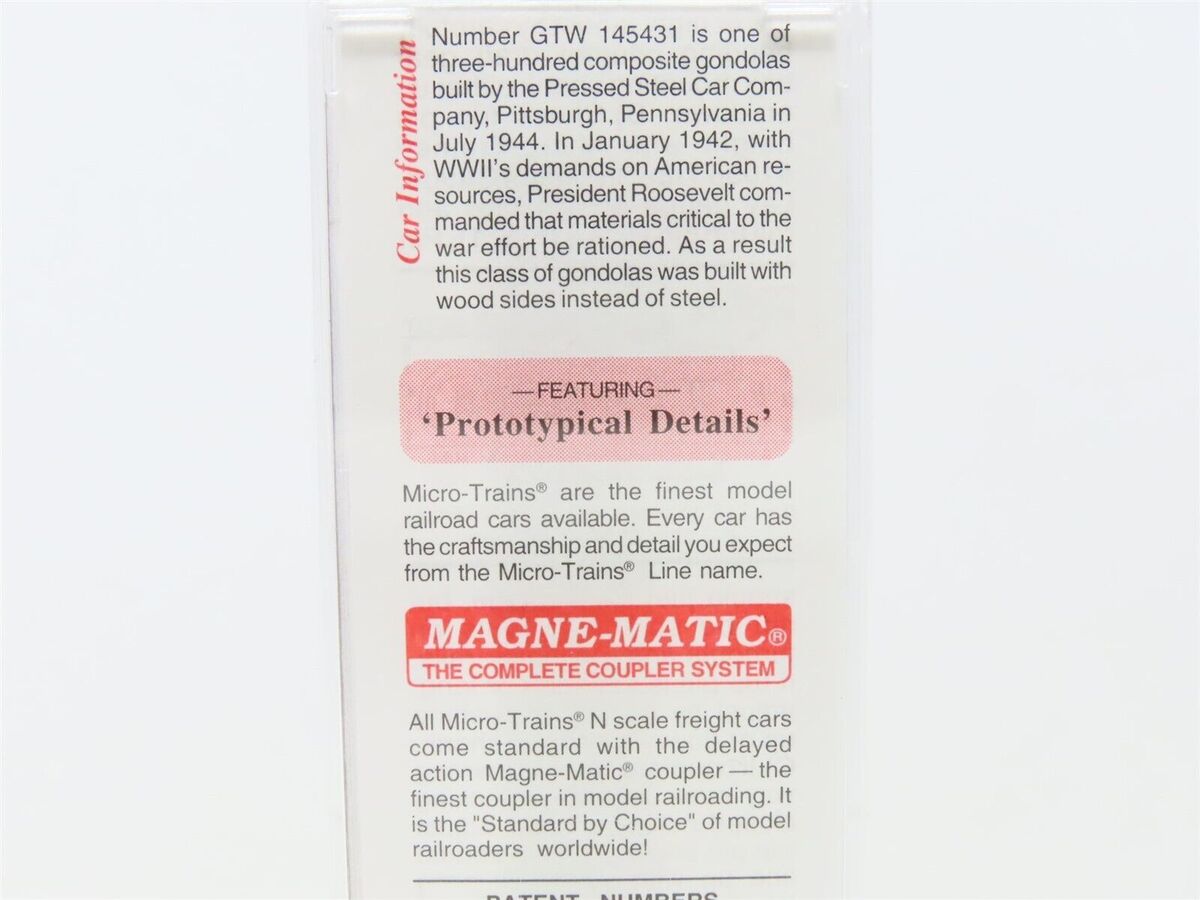 Car Information
Number GTW 145431 is one of
three-hundred composite gondolas
built by the Pressed Steel Car Com-
pany, Pittsburgh, Pennsylvania in
July 1944. In January 1942, with
WWII's demands on American re-
sources, President Roosevelt com-
manded that materials critical to the
war effort be rationed. As a result
this class of gondolas was built with
wood sides instead of steel.
—FEATURING—
'Prototypical Details'
Micro-Trains® are the finest model
railroad cars available. Every car has
the craftsmanship and detail you expect
from the Micro-Trains® Line name.
MAGNE-MATIC®
THE COMPLETE COUPLER SYSTEM
All Micro-Trains® N scale freight cars
come standard with the delayed
action Magne-Matic® coupler — the
finest coupler in model railroading. It
is the "Standard by Choice" of model
railroaders worldwide!
PATENT NUMBERS